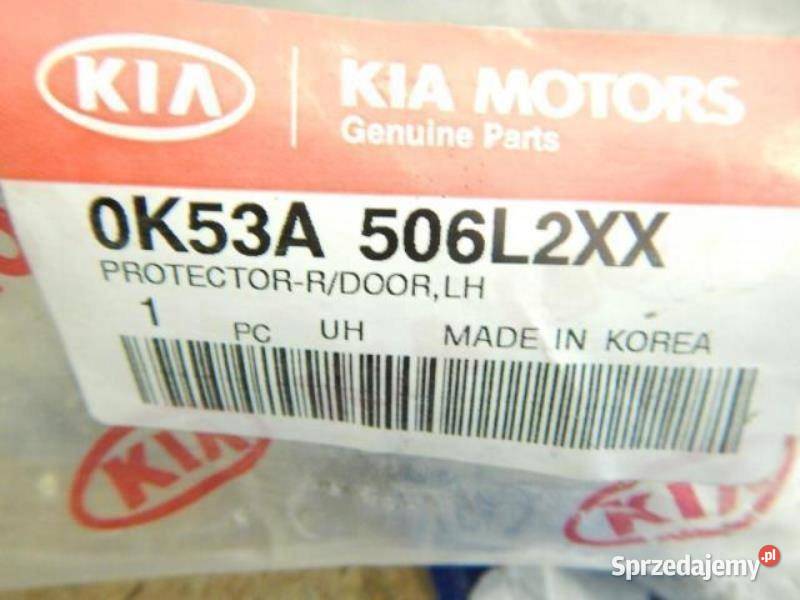 KIA
KIA MOTORS
Genuine Parts
0K53A 506L2XX
PROTECTOR-R/DOOR,LH
1 PC UH MADE IN KOREA
KIA
KIA
Sprzedajemy.pl